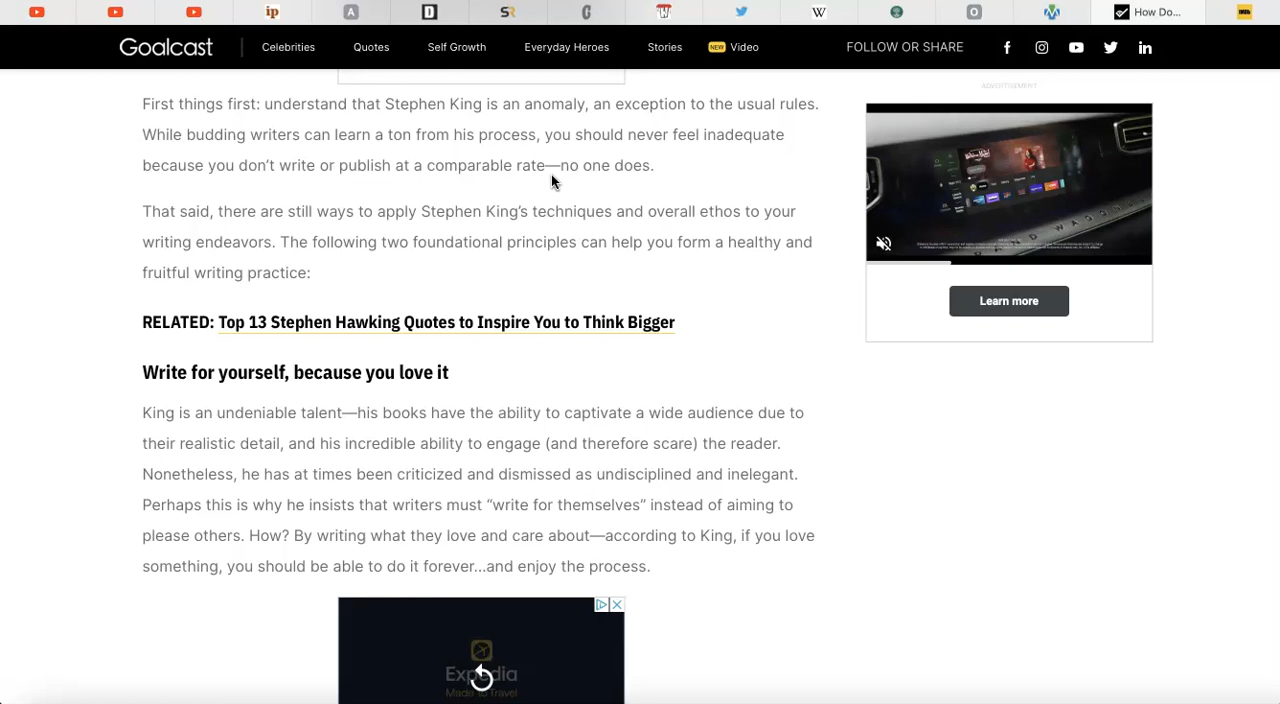 ip
A
D
SR
W
O
How Do...
Goalcast
Celebrities
Quotes
Self Growth
Everyday Heroes
Stories
NEW Video
FOLLOW OR SHARE
ADVERTISEMENT
First things first: understand that Stephen King is an anomaly, an exception to the usual rules.
While budding writers can learn a ton from his process, you should never feel inadequate
because you don’t write or publish at a comparable rate—no one does.
That said, there are still ways to apply Stephen King’s techniques and overall ethos to your
writing endeavors. The following two foundational principles can help you form a healthy and
fruitful writing practice:
RELATED: Top 13 Stephen Hawking Quotes to Inspire You to Think Bigger
Write for yourself, because you love it
King is an undeniable talent—his books have the ability to captivate a wide audience due to
their realistic detail, and his incredible ability to engage (and therefore scare) the reader.
Nonetheless, he has at times been criticized and dismissed as undisciplined and inelegant.
Perhaps this is why he insists that writers must “write for themselves” instead of aiming to
please others. How? By writing what they love and care about—according to King, if you love
something, you should be able to do it forever...and enjoy the process.
Learn more
Expedia
Made to Travel